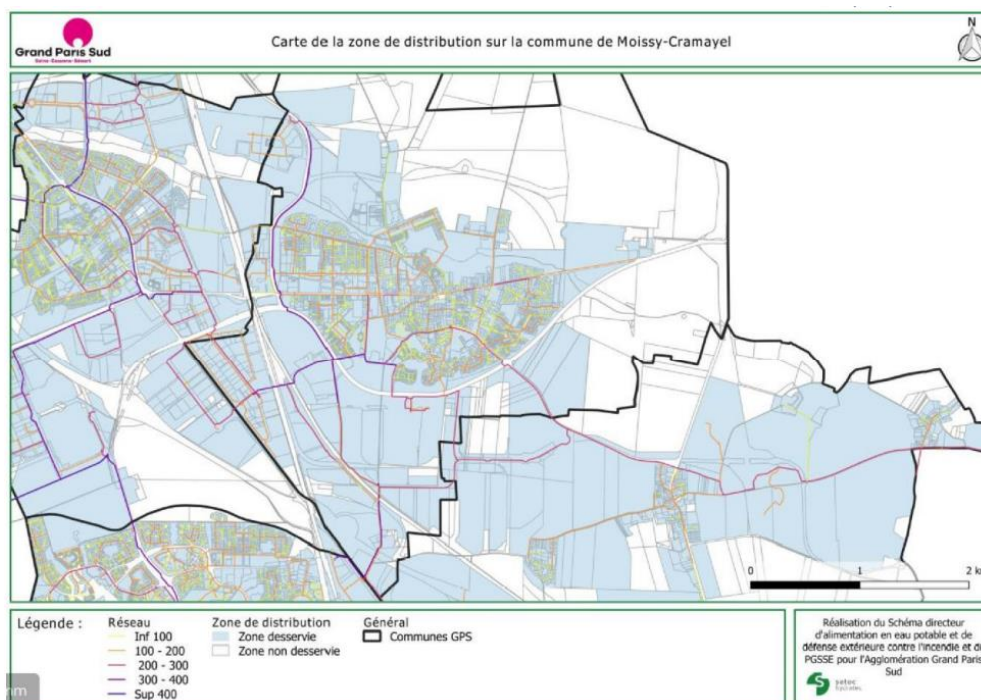 Grand Paris Sud
Seine-Essonne-Sénart
Carte de la zone de distribution sur la commune de Moissy-Cramayel
N
0 1 2 k
Légende :
Réseau
Inf 100
100 - 200
200 - 300
300 - 400
Sup 400
Zone de distribution
Zone desservie
Zone non desservie
Général
Communes GPS
Réalisation du Schéma directeur
d'alimentation en eau potable et de
défense extérieure contre l'incendie et d
PGSSE pour l'Agglomération Grand Paris
Sud
setec